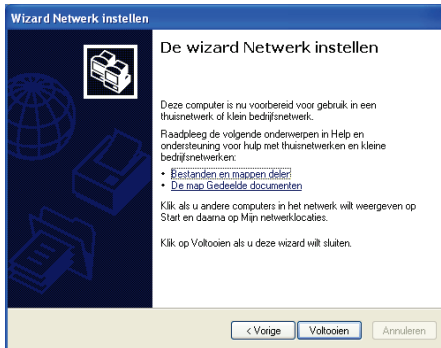 Wizard Netwerk instellen
De wizard Netwerk instellen
Deze computer is nu voorbereid voor gebruik in een
thuisnetwerk of klein bedrijfsnetwerk.
Raadpleeg de volgende onderwerpen in Help en
ondersteuning voor hulp met thuisnetwerken en kleine
bedrijfsnetwerken:
• Bestanden en mappen delen
• De map Gedeelde documenten
Klik als u andere computers in het netwerk wilt weergeven op
Start en daarna op Mijn netwerklocaties.
Klik op Voltooien als u deze wizard wilt sluiten.
< Vorige Voltooien Annuleren